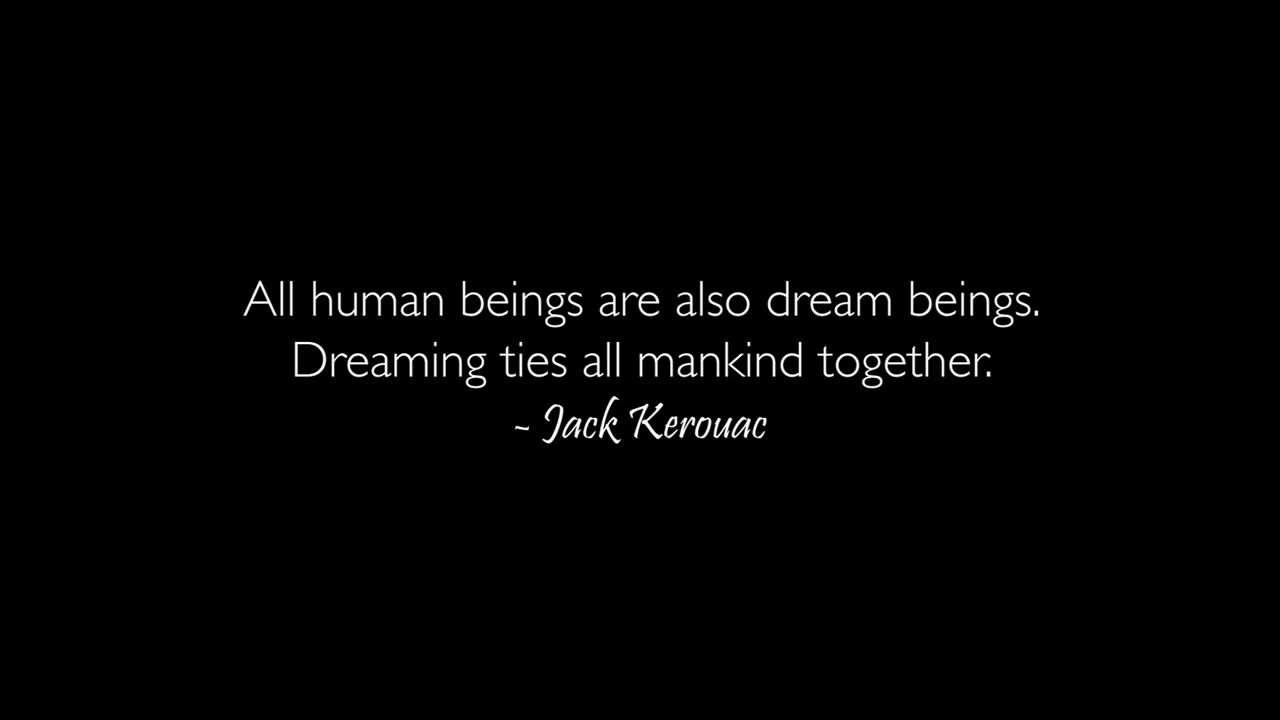 All human beings are also dream beings.
Dreaming ties all mankind together.
~ Jack Kerouac